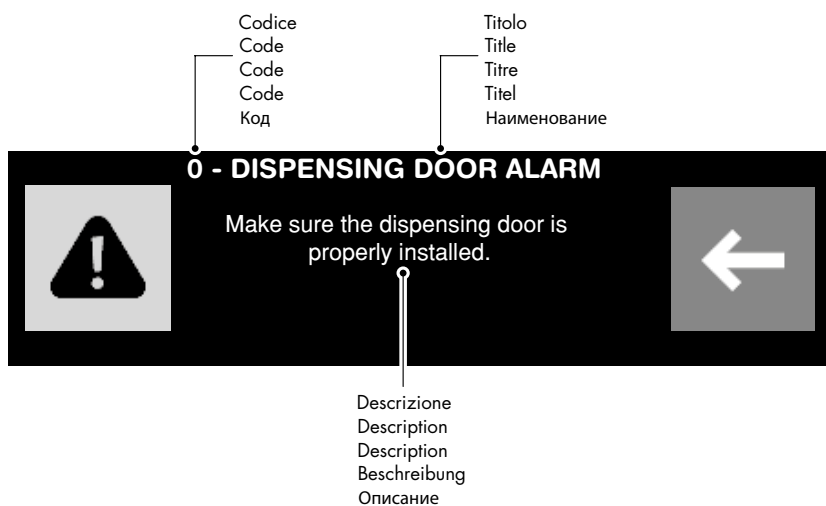 Codice
Code
Code
Code
Код
Titolo
Title
Titre
Titel
Наименование
0 - DISPENSING DOOR ALARM
Make sure the dispensing door is
properly installed.
Descrizione
Description
Description
Beschreibung
Описание